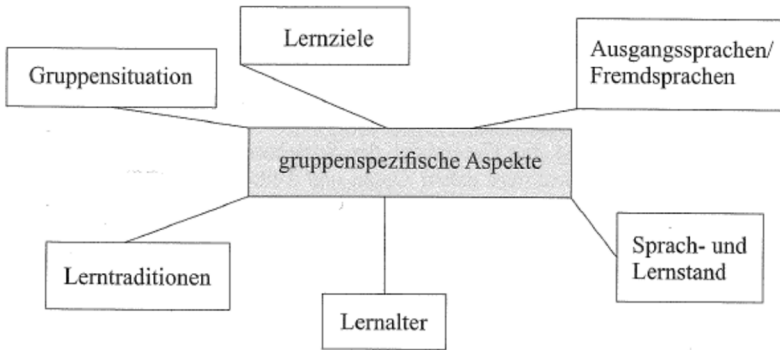 Lernziele
Ausgangssprachen/
Fremdsprachen
Gruppensituation
gruppenspezifische Aspekte
Sprach- und
Lernstand
Lerntraditionen
Lernalter